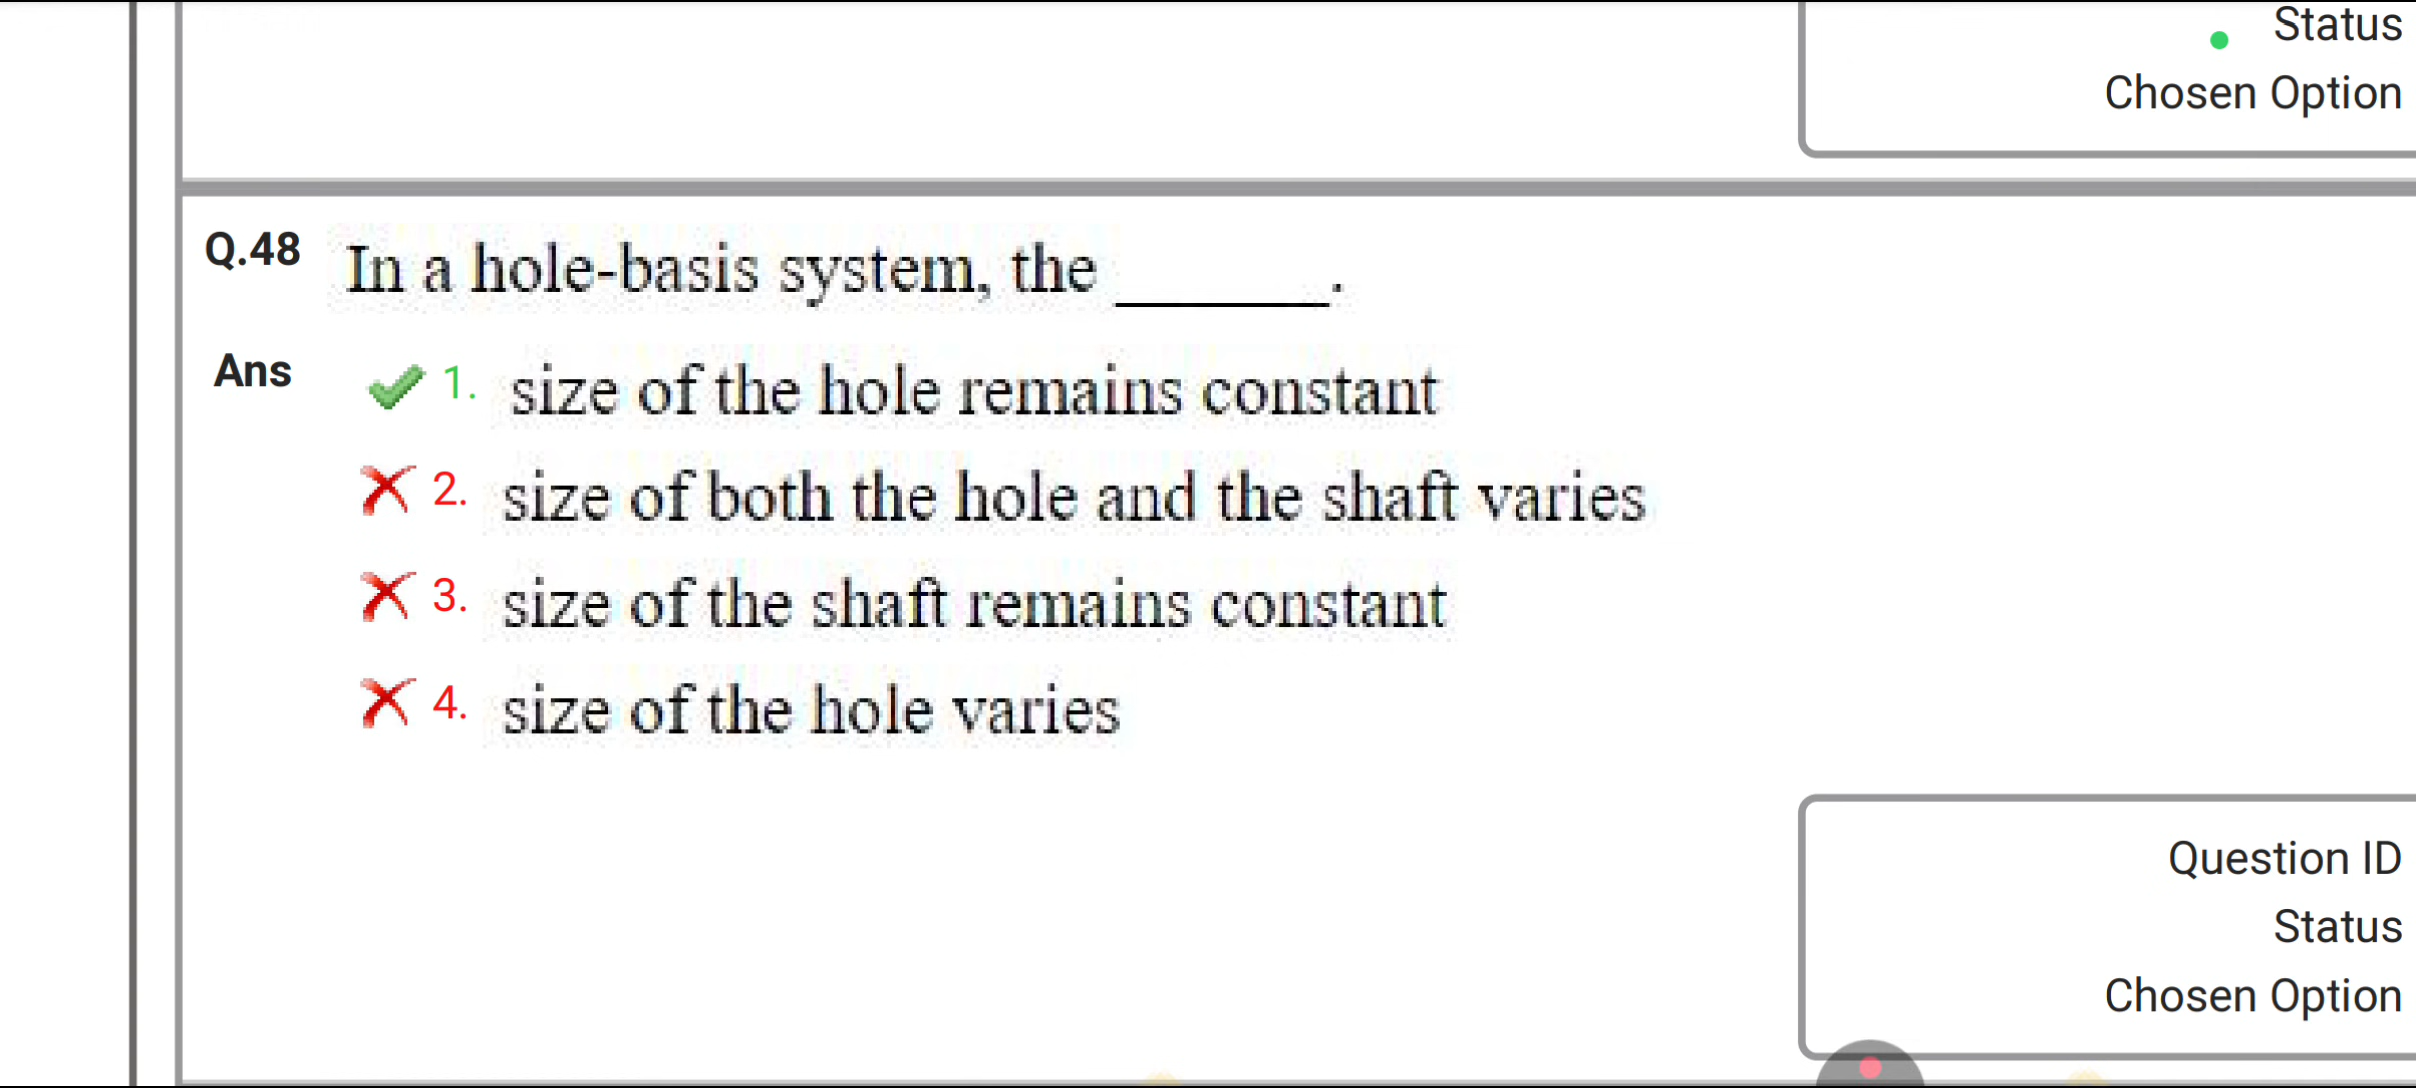 Status
Chosen Option
Q.48 In a hole-basis system, the ______.
Ans 1. size of the hole remains constant
2. size of both the hole and the shaft varies
3. size of the shaft remains constant
4. size of the hole varies
Question ID
Status
Chosen Option